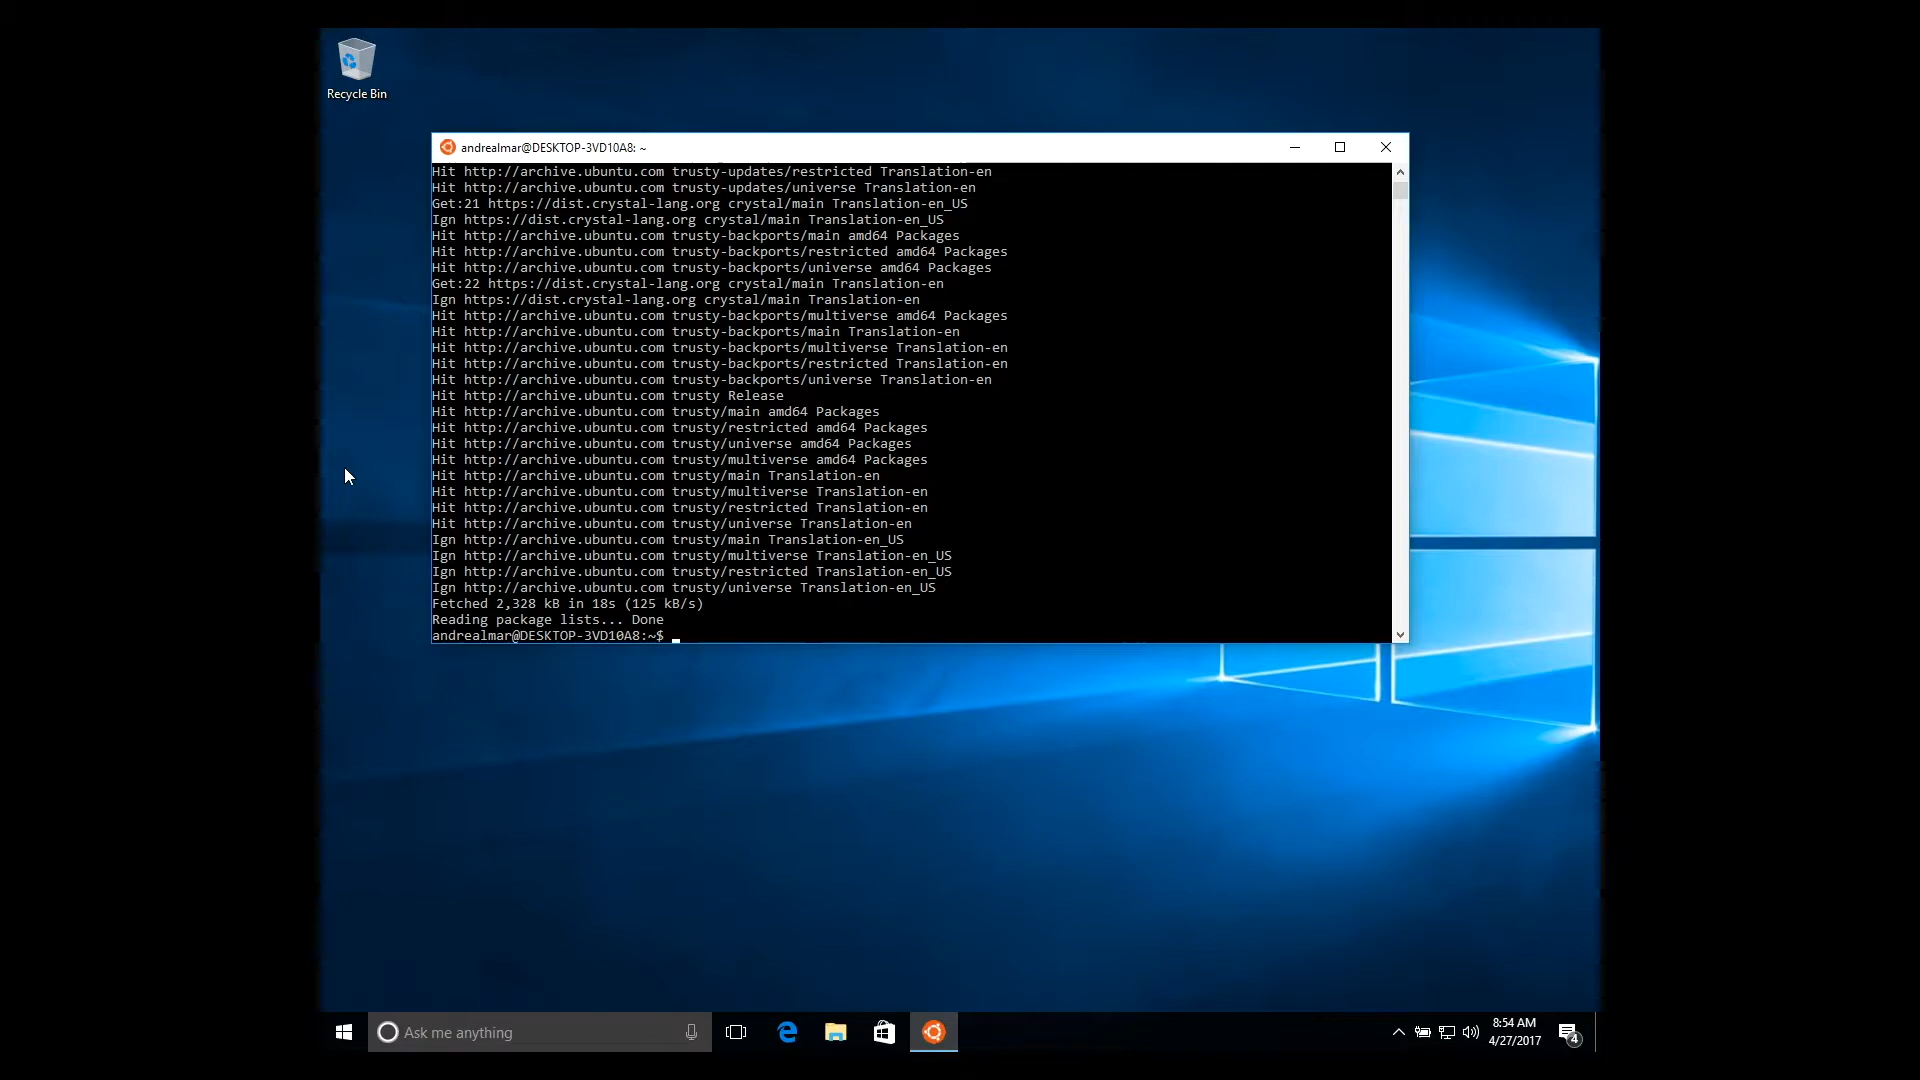 Recycle Bin
andrealmar@DESKTOP-3VD10A8: ~
Hit http://archive.ubuntu.com trusty-updates/restricted Translation-en
Hit http://archive.ubuntu.com trusty-updates/universe Translation-en
Get:21 https://dist.crystal-lang.org crystal/main Translation-en_US
Ign https://dist.crystal-lang.org crystal/main Translation-en_US
Hit http://archive.ubuntu.com trusty-backports/main amd64 Packages
Hit http://archive.ubuntu.com trusty-backports/restricted amd64 Packages
Hit http://archive.ubuntu.com trusty-backports/universe amd64 Packages
Get:22 https://dist.crystal-lang.org crystal/main Translation-en
Ign https://dist.crystal-lang.org crystal/main Translation-en
Hit http://archive.ubuntu.com trusty-backports/multiverse amd64 Packages
Hit http://archive.ubuntu.com trusty-backports/main Translation-en
Hit http://archive.ubuntu.com trusty-backports/multiverse Translation-en
Hit http://archive.ubuntu.com trusty-backports/restricted Translation-en
Hit http://archive.ubuntu.com trusty-backports/universe Translation-en
Hit http://archive.ubuntu.com trusty Release
Hit http://archive.ubuntu.com trusty/main amd64 Packages
Hit http://archive.ubuntu.com trusty/restricted amd64 Packages
Hit http://archive.ubuntu.com trusty/universe amd64 Packages
Hit http://archive.ubuntu.com trusty/multiverse amd64 Packages
Hit http://archive.ubuntu.com trusty/main Translation-en
Hit http://archive.ubuntu.com trusty/multiverse Translation-en
Hit http://archive.ubuntu.com trusty/restricted Translation-en
Hit http://archive.ubuntu.com trusty/universe Translation-en
Ign http://archive.ubuntu.com trusty/main Translation-en_US
Ign http://archive.ubuntu.com trusty/multiverse Translation-en_US
Ign http://archive.ubuntu.com trusty/restricted Translation-en_US
Ign http://archive.ubuntu.com trusty/universe Translation-en_US
Fetched 2,328 kB in 18s (125 kB/s)
Reading package lists... Done
andrealmar@DESKTOP-3VD10A8:~$
Ask me anything
8:54 AM
4/27/2017
4